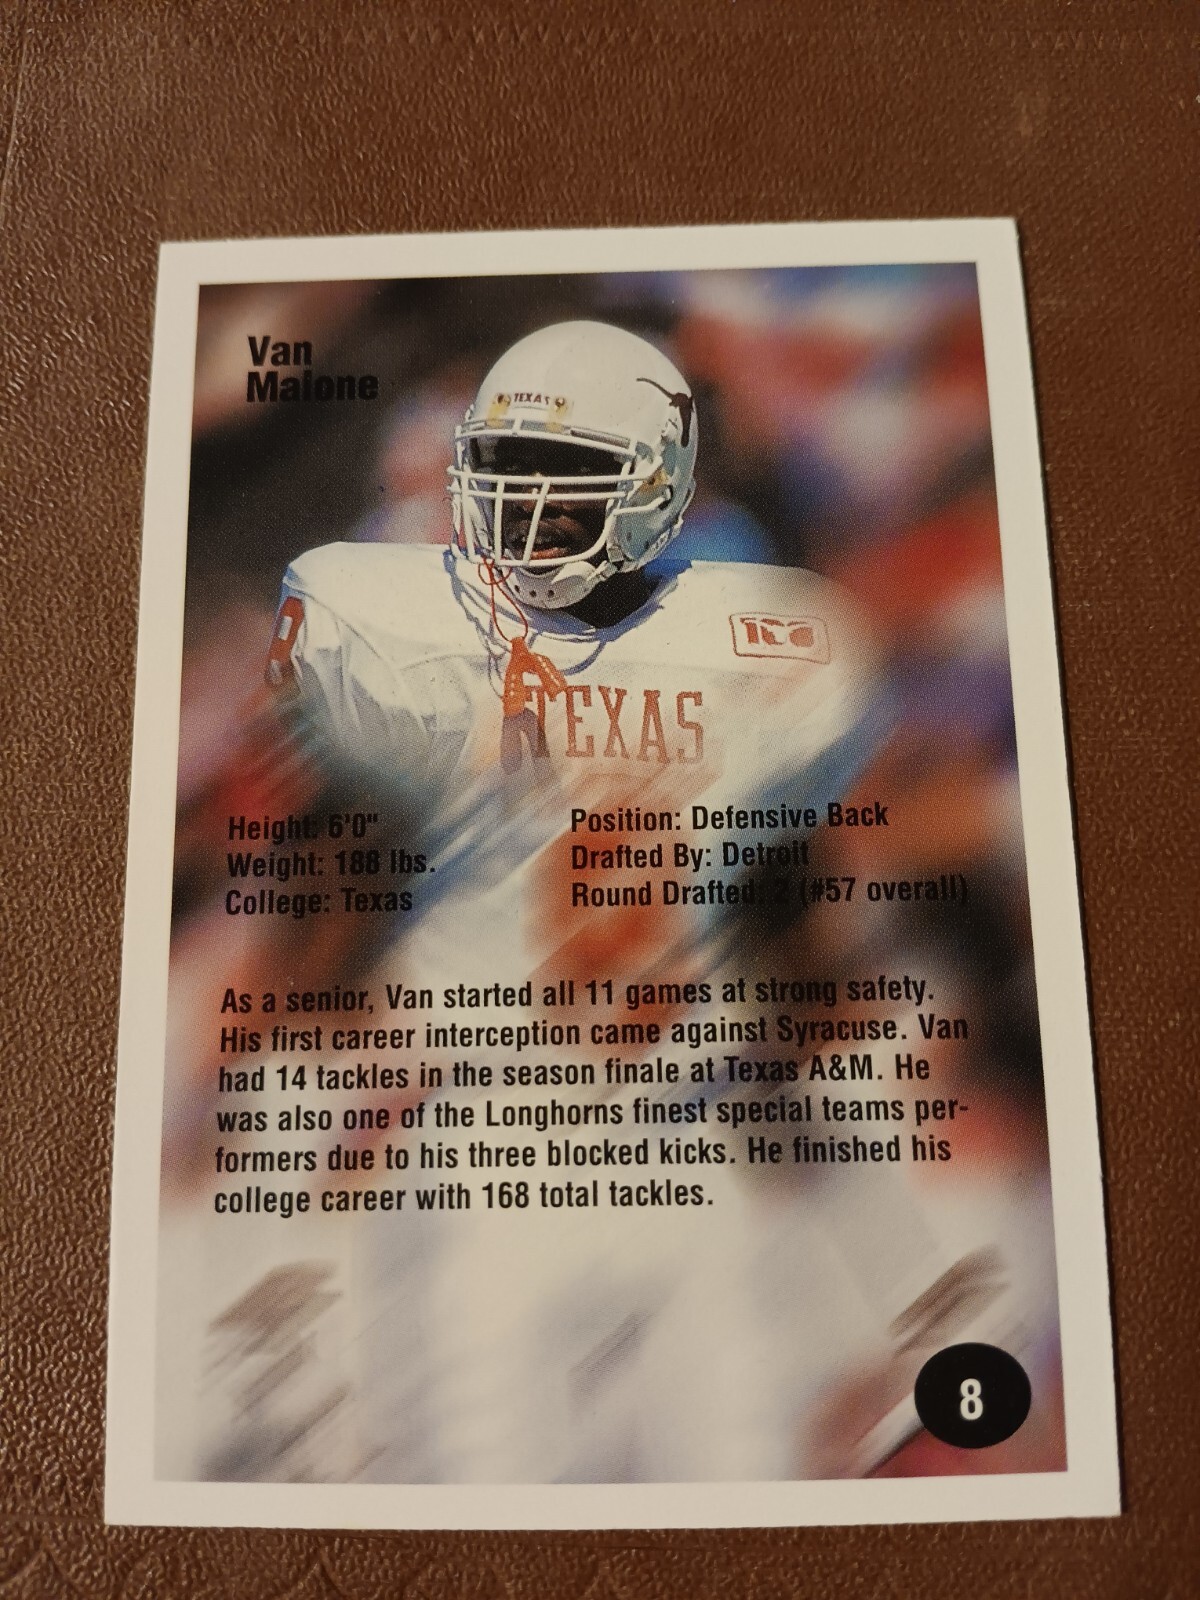 Van
Malone
TEXAS
TEXAS
Height: 6'0"
Weight: 188 lbs.
College: Texas
Position: Defensive Back
Drafted By: Detroit
Round Drafted: 2 (#57 overall)
As a senior, Van started all 11 games at strong safety.
His first career interception came against Syracuse. Van
had 14 tackles in the season finale at Texas A&M. He
was also one of the Longhorns finest special teams per-
formers due to his three blocked kicks. He finished his
college career with 168 total tackles.
8